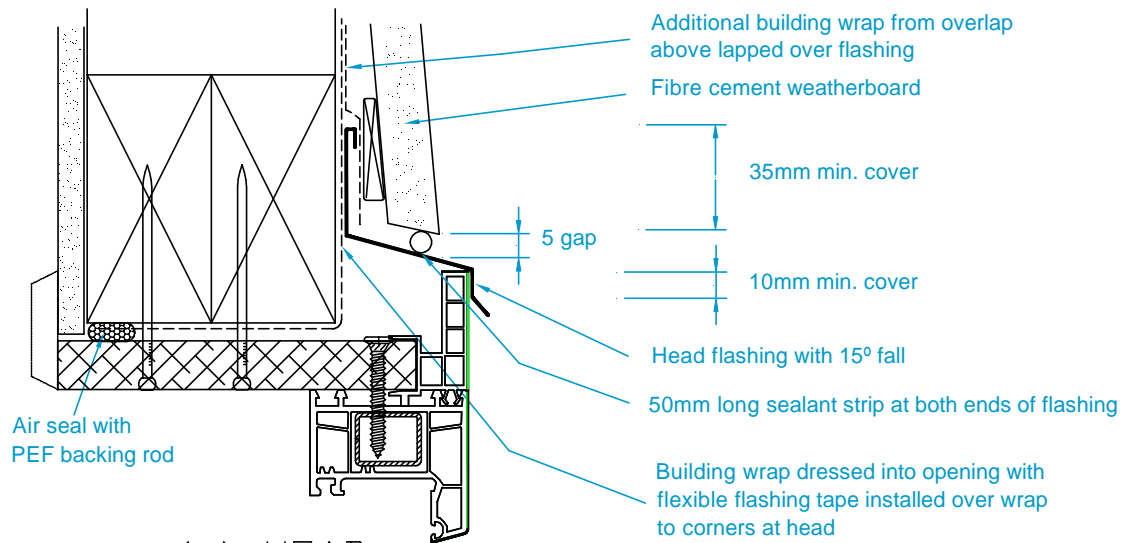 Additional building wrap from overlap
above lapped over flashing
Fibre cement weatherboard
35mm min. cover
5 gap
10mm min. cover
Head flashing with 15º fall
50mm long sealant strip at both ends of flashing
Air seal with
PEF backing rod
Building wrap dressed into opening with
flexible flashing tape installed over wrap
to corners at head